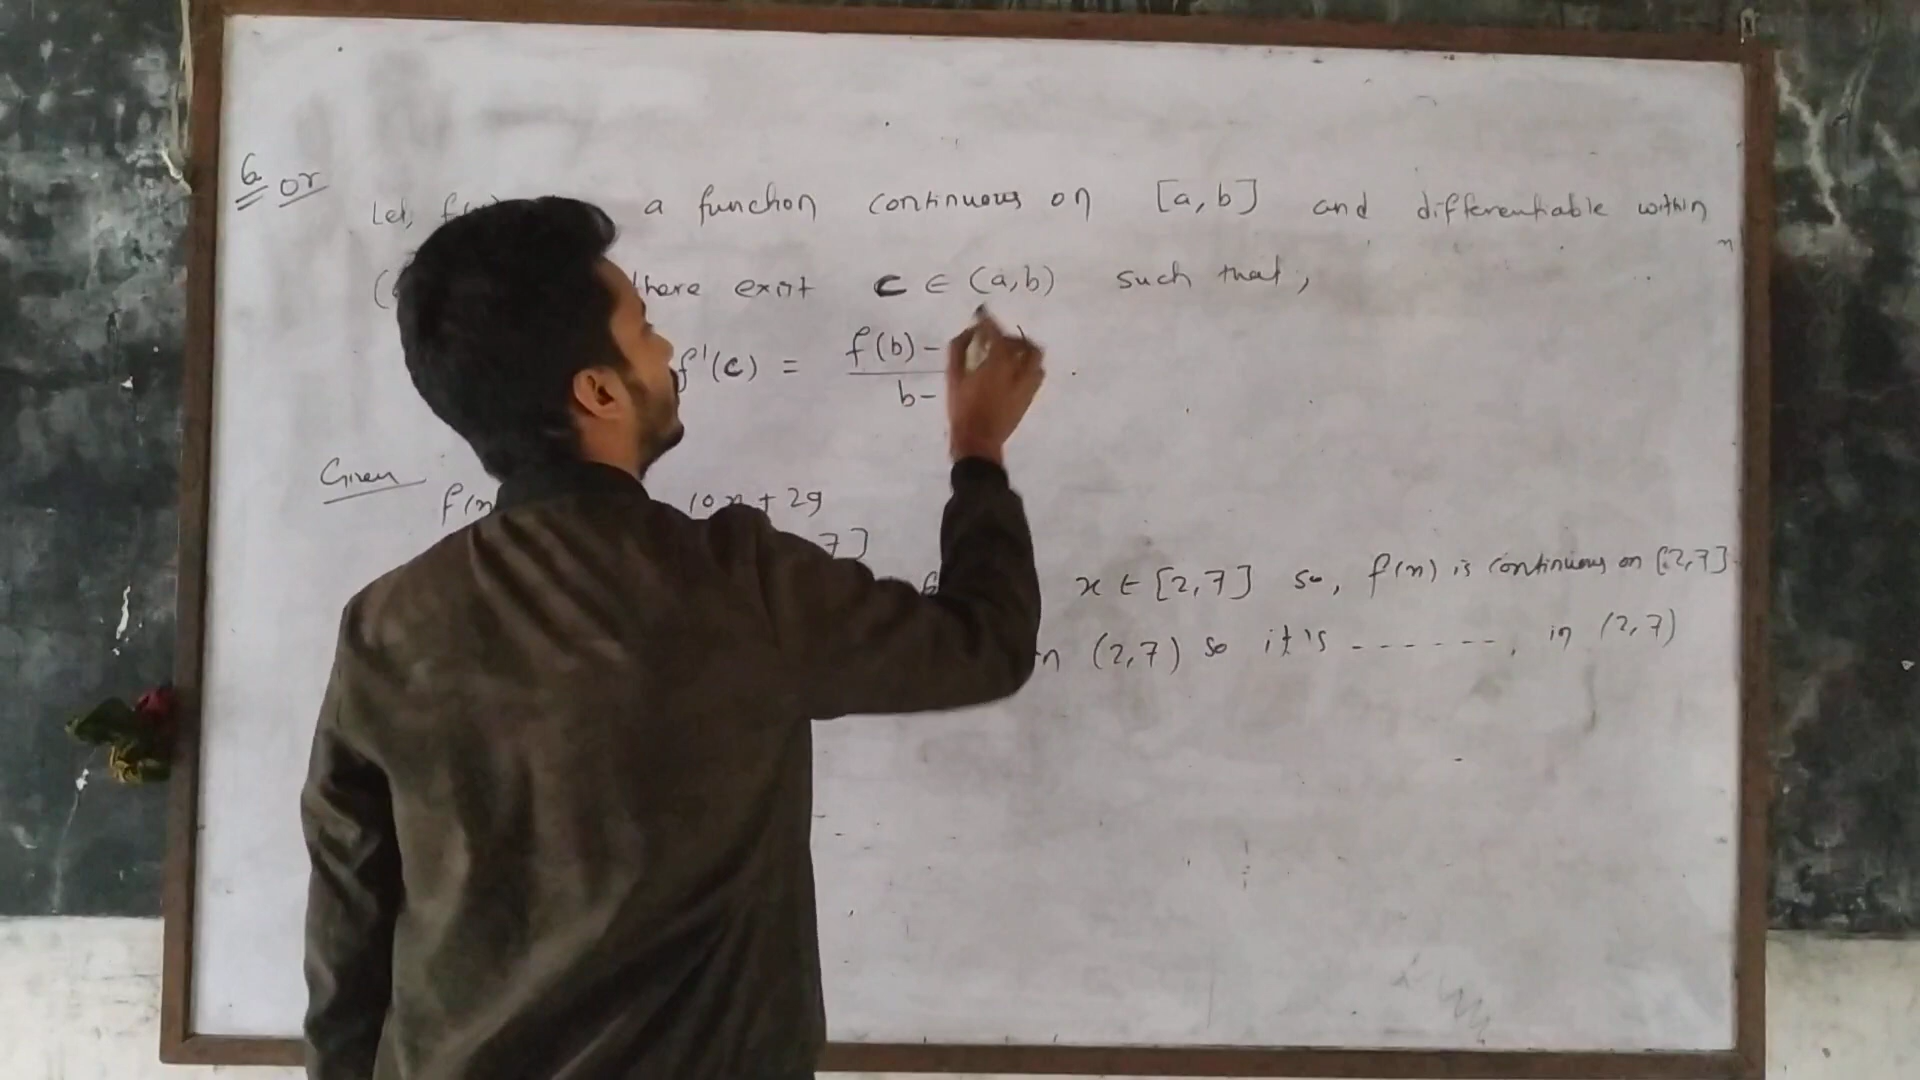 6 or
Let, a function continuous on [a,b] and differentiable within
( there exist c ∈ (a,b) such that,
f'(c) = f(b) - / b -
Given
f(x 10x + 29
7]
x ∈ [2,7] so, f(x) is continuous on [2,7]
(2,7) so it's ------, in (2,7)